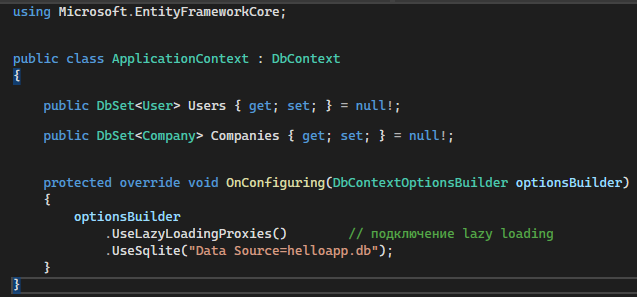 using Microsoft.EntityFrameworkCore;
public class ApplicationContext : DbContext
{
public DbSet<User> Users { get; set; } = null!;
public DbSet<Company> Companies { get; set; } = null!;
protected override void OnConfiguring(DbContextOptionsBuilder optionsBuilder)
{
optionsBuilder
.UseLazyLoadingProxies() // подключение lazy loading
.UseSqlite("Data Source=helloapp.db");
}
}